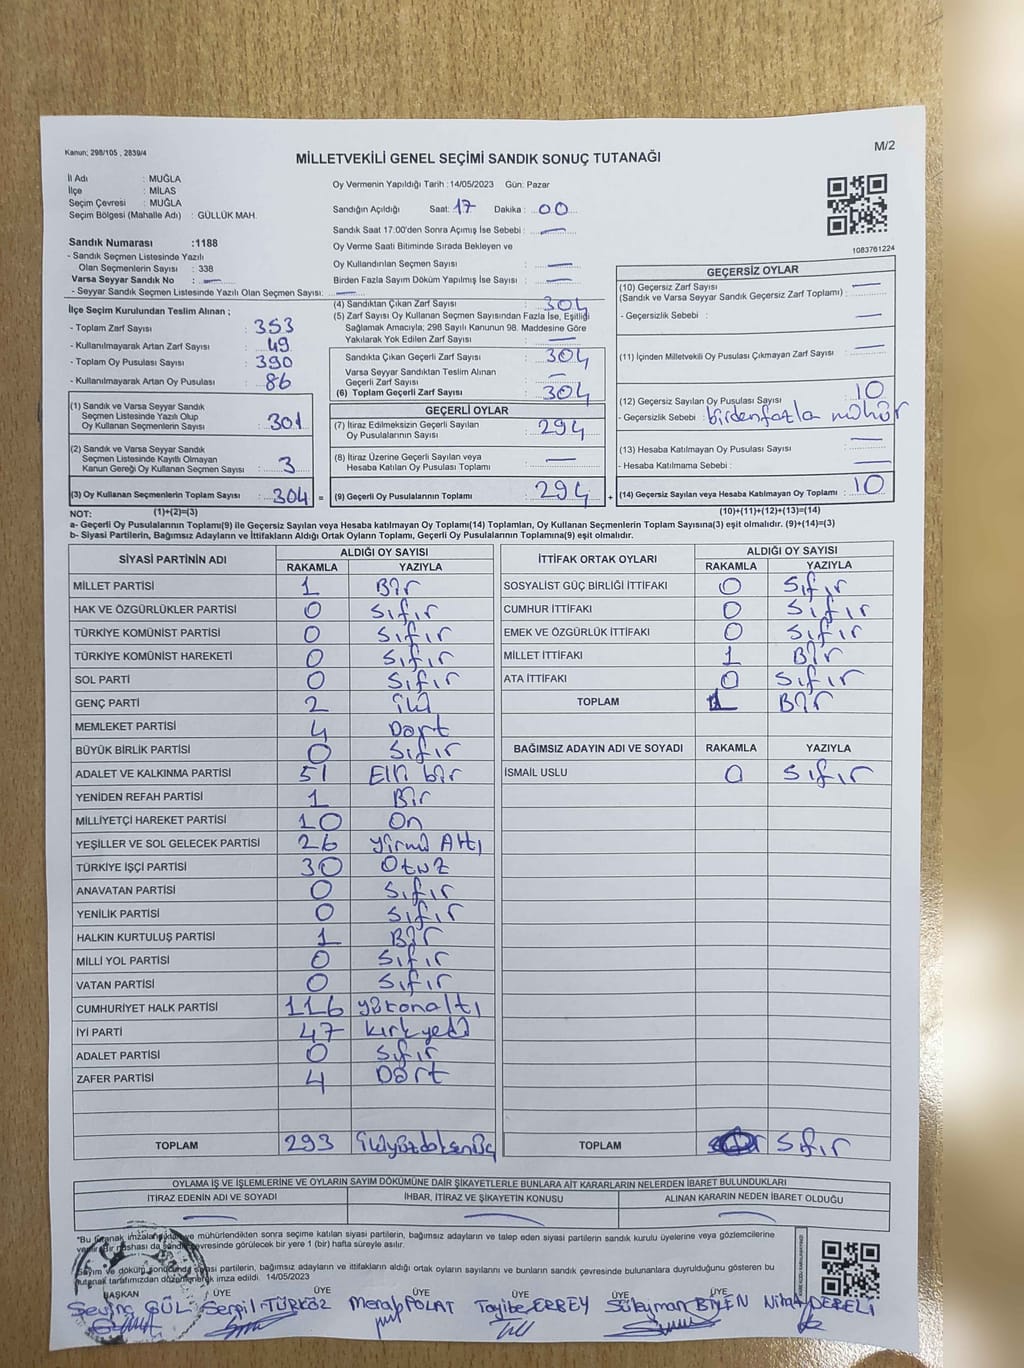 Kanun; 298/105 , 2839/4
M/2
MİLLETVEKİLİ GENEL SEÇİMİ SANDIK SONUÇ TUTANAĞI
İl Adı : MUĞLA
İlçe : MİLAS
Seçim Çevresi : MUĞLA
Seçim Bölgesi (Mahalle Adı) : GÜLLÜK MAH.
Sandık Numarası :1188
- Sandık Seçmen Listesinde Yazılı
Olan Seçmenlerin Sayısı : 338
Varsa Seyyar Sandık No : —
- Seyyar Sandık Seçmen Listesinde Yazılı Olan Seçmen Sayısı: —
Oy Vermenin Yapıldığı Tarih :14/05/2023 Gün: Pazar
Sandığın Açıldığı Saat: 17 Dakika : 00
Sandık Saat 17.00'den Sonra Açımış İse Sebebi : —
Oy Verme Saati Bitiminde Sırada Bekleyen ve
Oy Kullandırılan Seçmen Sayısı : —
Birden Fazla Sayım Döküm Yapılmış İse Sayısı : —
1083761224
İlçe Seçim Kurulundan Teslim Alınan ;
- Toplam Zarf Sayısı : 353
- Kullanılmayarak Artan Zarf Sayısı : 49
- Toplam Oy Pusulası Sayısı : 390
- Kullanılmayarak Artan Oy Pusulası : 86
(1) Sandık ve Varsa Seyyar Sandık
Seçmen Listesinde Yazılı Olup
Oy Kullanan Seçmenlerin Sayısı : 301
(2) Sandık ve Varsa Seyyar Sandık
Seçmen Listesinde Kayıtlı Olmayan
Kanun Gereği Oy Kullanan Seçmen Sayısı : 3
(3) Oy Kullanan Seçmenlerin Toplam Sayısı : 304 =
(4) Sandıktan Çıkan Zarf Sayısı : 304
(5) Zarf Sayısı Oy Kullanan Seçmen Sayısından Fazla İse, Eşitliği
Sağlamak Amacıyla; 298 Sayılı Kanunun 98. Maddesine Göre
Yakılarak Yok Edilen Zarf Sayısı : —
Sandıkta Çıkan Geçerli Zarf Sayısı : 304
Varsa Seyyar Sandıktan Teslim Alınan
Geçerli Zarf Sayısı : —
(6) Toplam Geçerli Zarf Sayısı : 304
GEÇERLİ OYLAR
(7) İtiraz Edilmeksizin Geçerli Sayılan
Oy Pusulalarının Sayısı : 294
(8) İtiraz Üzerine Geçerli Sayılan veya
Hesaba Katılan Oy Pusulası Toplamı : —
(9) Geçerli Oy Pusulalarının Toplamı : 294 +
GEÇERSİZ OYLAR
(10) Geçersiz Zarf Sayısı
(Sandık ve Varsa Seyyar Sandık Geçersiz Zarf Toplamı) : —
- Geçersizlik Sebebi : —
(11) İçinden Milletvekili Oy Pusulası Çıkmayan Zarf Sayısı : —
(12) Geçersiz Sayılan Oy Pusulası Sayısı : 10
- Geçersizlik Sebebi : birden fazla mühür
(13) Hesaba Katılmayan Oy Pusulası Sayısı : —
- Hesaba Katılmama Sebebi : —
(14) Geçersiz Sayılan veya Hesaba Katılmayan Oy Pusulası Toplamı : 10
NOT: (1)+(2)=(3)
(10)+(11)+(12)+(13)=(14)
a- Geçerli Oy Pusulalarının Toplamı(9) ile Geçersiz Sayılan veya Hesaba katılmayan Oy Toplamı(14) Toplamları, Oy Kullanan Seçmenlerin Toplam Sayısına(3) eşit olmalıdır. (9)+(14)=(3)
b- Siyasi Partilerin, Bağımsız Adayların ve İttifakların Aldığı Ortak Oyların Toplamı, Geçerli Oy Pusulalarının Toplamına(9) eşit olmalıdır.
SİYASİ PARTİNİN ADI ALDIĞI OY SAYISI
RAKAMLA YAZIYLA
MİLLET PARTİSİ 1 Bir
HAK VE ÖZGÜRLÜKLER PARTİSİ 0 Sıfır
TÜRKİYE KOMÜNİST PARTİSİ 0 Sıfır
TÜRKİYE KOMÜNİST HAREKETİ 0 Sıfır
SOL PARTİ 0 Sıfır
GENÇ PARTİ 2 iki
MEMLEKET PARTİSİ 4 Dört
BÜYÜK BİRLİK PARTİSİ 0 Sıfır
ADALET VE KALKINMA PARTİSİ 51 Elli bir
YENİDEN REFAH PARTİSİ 1 Bir
MİLLİYETÇİ HAREKET PARTİSİ 10 On
YEŞİLLER VE SOL GELECEK PARTİSİ 26 Yirmi Altı
TÜRKİYE İŞÇİ PARTİSİ 30 Otuz
ANAVATAN PARTİSİ 0 Sıfır
YENİLİK PARTİSİ 0 Sıfır
HALKIN KURTULUŞ PARTİSİ 1 Bir
MİLLİ YOL PARTİSİ 0 Sıfır
VATAN PARTİSİ 0 Sıfır
CUMHURİYET HALK PARTİSİ 116 yüzonaltı
İYİ PARTİ 47 kırkyedi
ADALET PARTİSİ 0 Sıfır
ZAFER PARTİSİ 4 Dört
TOPLAM 293 ikiyüzdoksenüç
İTTİFAK ORTAK OYLARI ALDIĞI OY SAYISI
RAKAMLA YAZIYLA
SOSYALİST GÜÇ BİRLİĞİ İTTİFAKI 0 Sıfır
CUMHUR İTTİFAKI 0 Sıfır
EMEK VE ÖZGÜRLÜK İTTİFAKI 0 Sıfır
MİLLET İTTİFAKI 1 Bir
ATA İTTİFAKI 0 Sıfır
TOPLAM 1 Bir
BAĞIMSIZ ADAYIN ADI VE SOYADI RAKAMLA YAZIYLA
İSMAİL USLU 0 Sıfır
TOPLAM Sıfır
OYLAMA İŞ VE İŞLEMLERİNE VE OYLARIN SAYIM DÖKÜMÜNE DAİR ŞİKAYETLERLE BUNLARA AİT KARARLARIN NELERDEN İBARET BULUNDUKLARI
İTİRAZ EDENİN ADI VE SOYADI İHBAR, İTİRAZ VE ŞİKAYETİN KONUSU ALINAN KARARIN NEDEN İBARET OLDUĞU
— — —
"Bu tutanak imzalandıktan ve mühürlendikten sonra seçime katılan siyasi partilerin, bağımsız adayların ve talep eden siyasi partilerin sandık kurulu üyelerine veya gözlemcilerine
verilir. Bir nüshası da sandık çevresinde görülecek bir yere 1 (bir) hafta süreyle asılır.
Sayım ve döküm sonucunda siyasi partilerin, bağımsız adayların ve ittifakların aldığı ortak oyların sayılarını ve bunların sandık çevresinde bulunanlara duyrulduğunu gösteren bu
tutanak tarafımızdan düzenlenerek imza edildi. 14/05/2023
BAŞKAN ÜYE ÜYE ÜYE ÜYE
Sevinç GÜL Serpil TÜRKÖZ Meral POLAT Tayibe ERBEY Süleyman BİLEN Nihat DERELİ